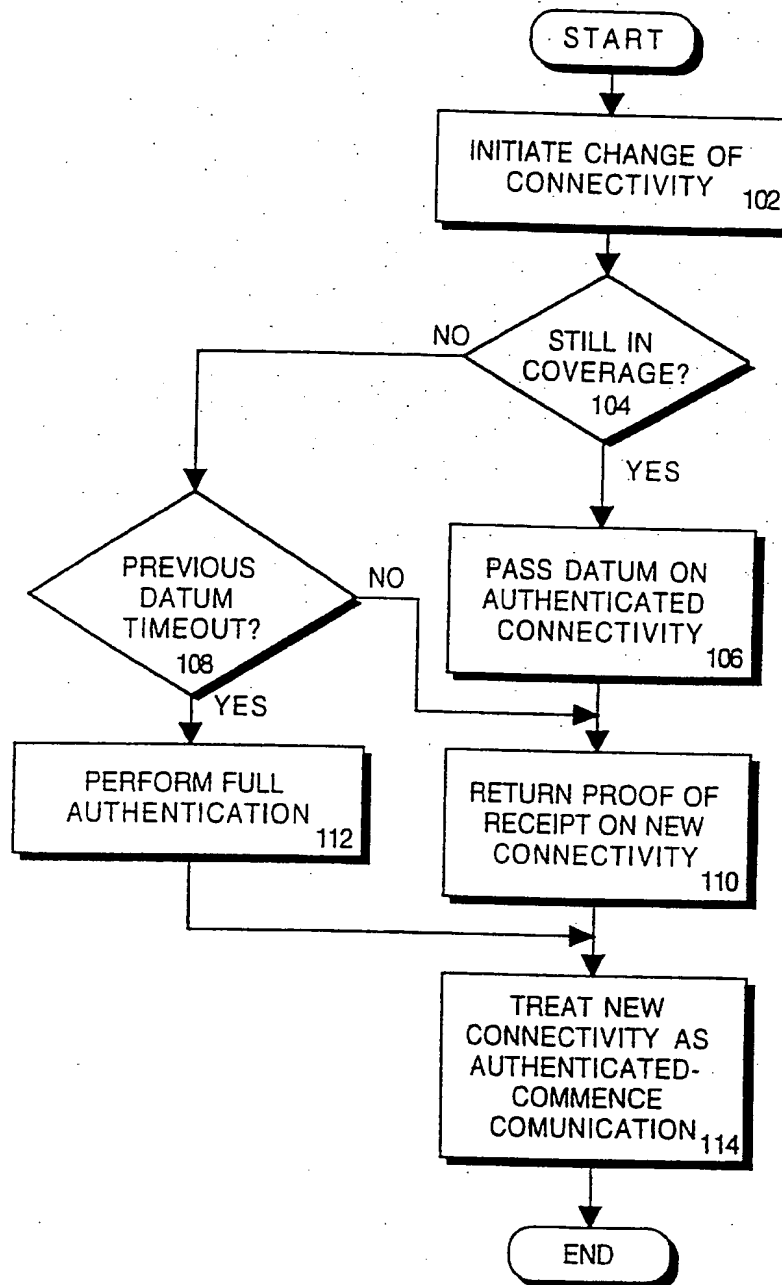 START
INITIATE CHANGE OF
CONNECTIVITY
102
NO
STILL IN
COVERAGE?
104
YES
PREVIOUS
DATUM
TIMEOUT?
108
NO
YES
PASS DATUM ON
AUTHENTICATED
CONNECTIVITY
106
PERFORM FULL
AUTHENTICATION
112
RETURN PROOF OF
RECEIPT ON NEW
CONNECTIVITY
110
TREAT NEW
CONNECTIVITY AS
AUTHENTICATED-
COMMENCE
COMUNICATION
114
END